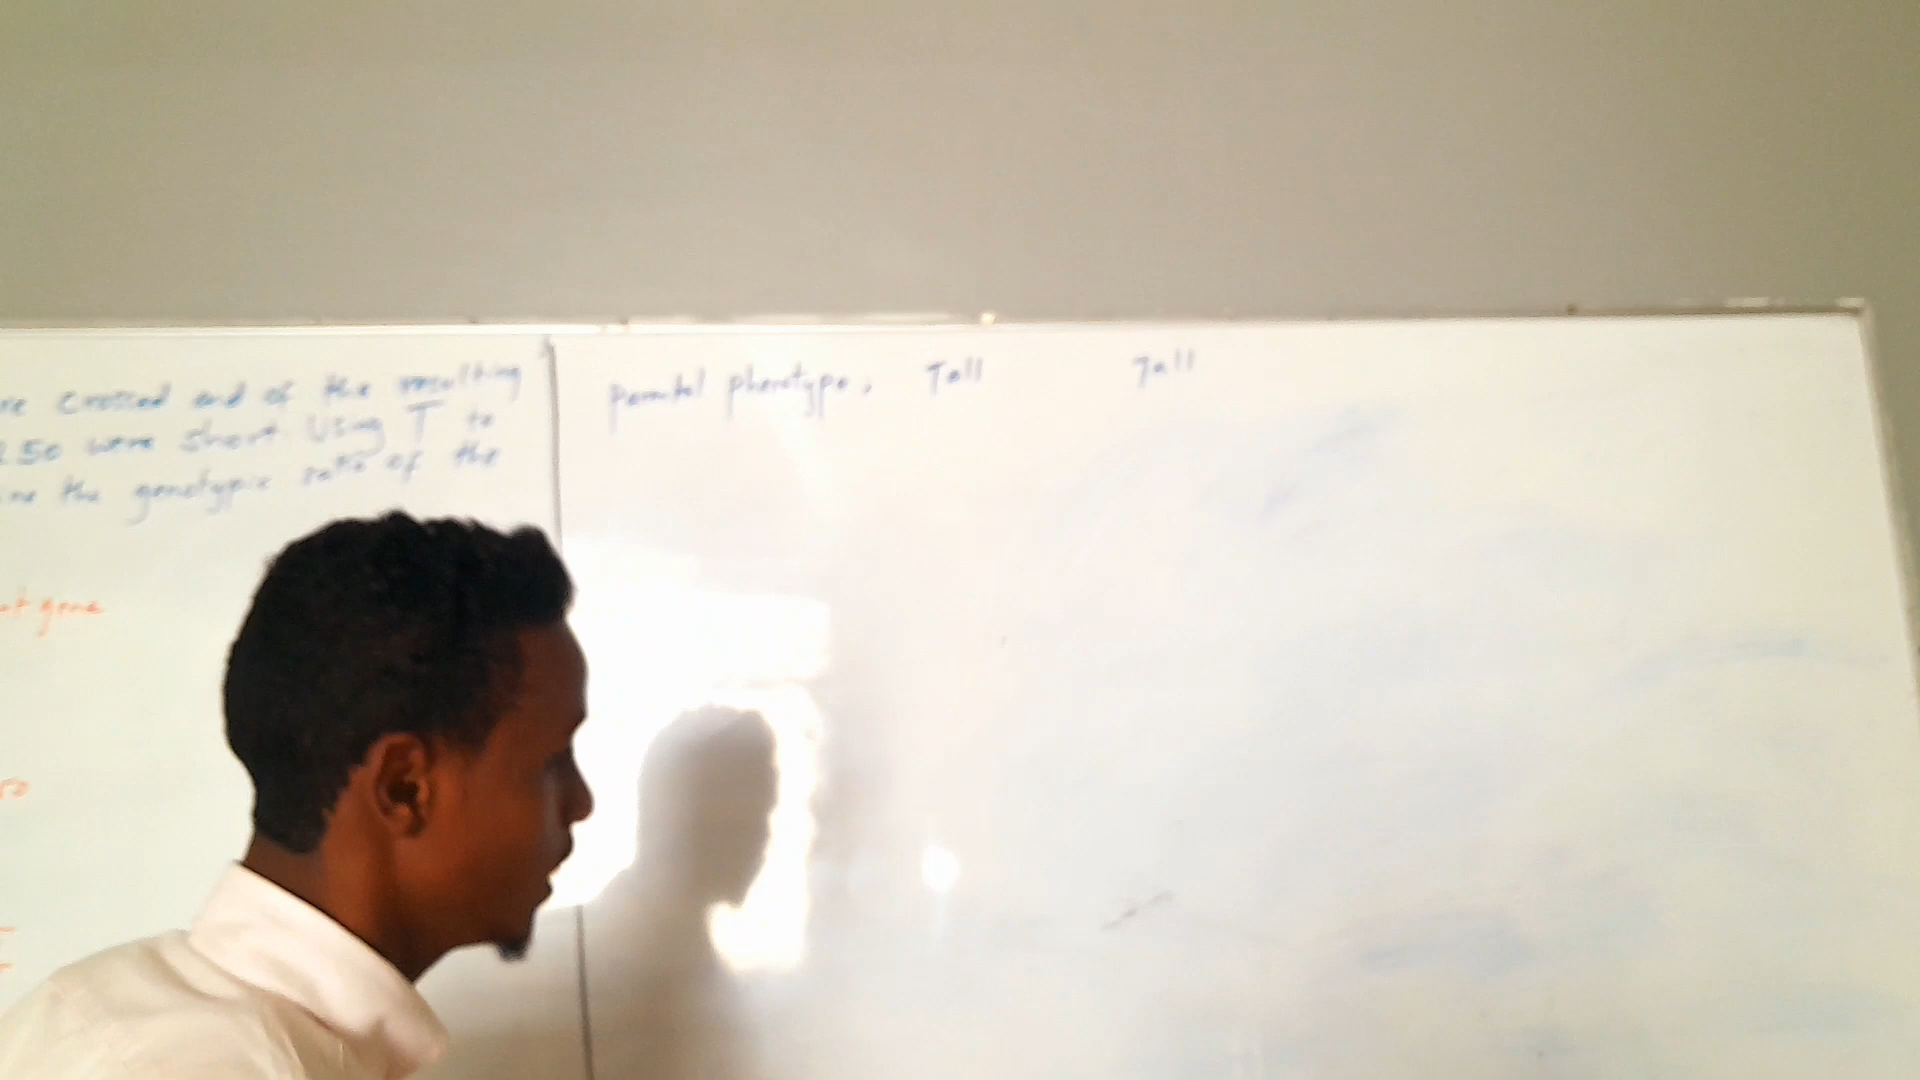 crossed and of the resulting
250 were short. Using T to
the genotypic ratio of the
gene
Parental phenotype, Tall Tall